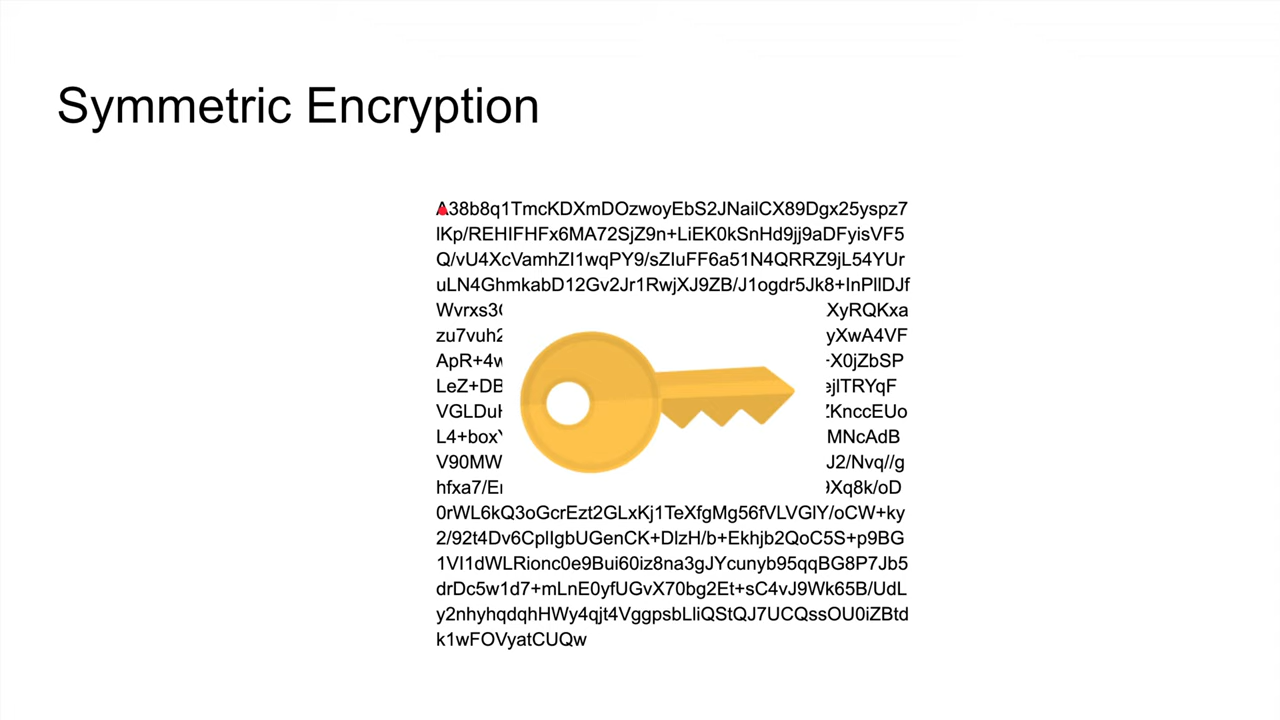 Symmetric Encryption
A38b8q1TmcKDXmDOzwoyEbS2JNailCX89Dgx25yspz7
lKp/REHIFHFx6MA72SjZ9n+LiEK0kSnHd9jj9aDFyisVF5
Q/vU4XcVamhZI1wqPY9/sZIuFF6a51N4QRRZ9jL54YUr
uLN4GhmkabD12Gv2Jr1RwjXJ9ZB/J1ogdr5Jk8+InPIlDJf
Wvrxs3 XyRQKxa
zu7vuh2 yXwA4VF
ApR+4w X0jZbSP
LeZ+DB ejlTRYqF
VGLDu KnccEUo
L4+box MNcAdB
V90MW J2/Nvq//g
hfxa7/E Xq8k/oD
0rWL6kQ3oGcrEzt2GLxKj1TeXfgMg56fVLVGlY/oCW+ky
2/92t4Dv6CplIgbUGenCK+DlzH/b+Ekhjb2QoC5S+p9BG
1VI1dWLRionc0e9Bui60iz8na3gJYcunyb95qqBG8P7Jb5
drDc5w1d7+mLnE0yfUGvX70bg2Et+sC4vJ9Wk65B/UdL
y2nhyhqdqhHWy4qjt4VggpsbLliQStQJ7UCQssOU0iZBtd
k1wFOVyatCUQw